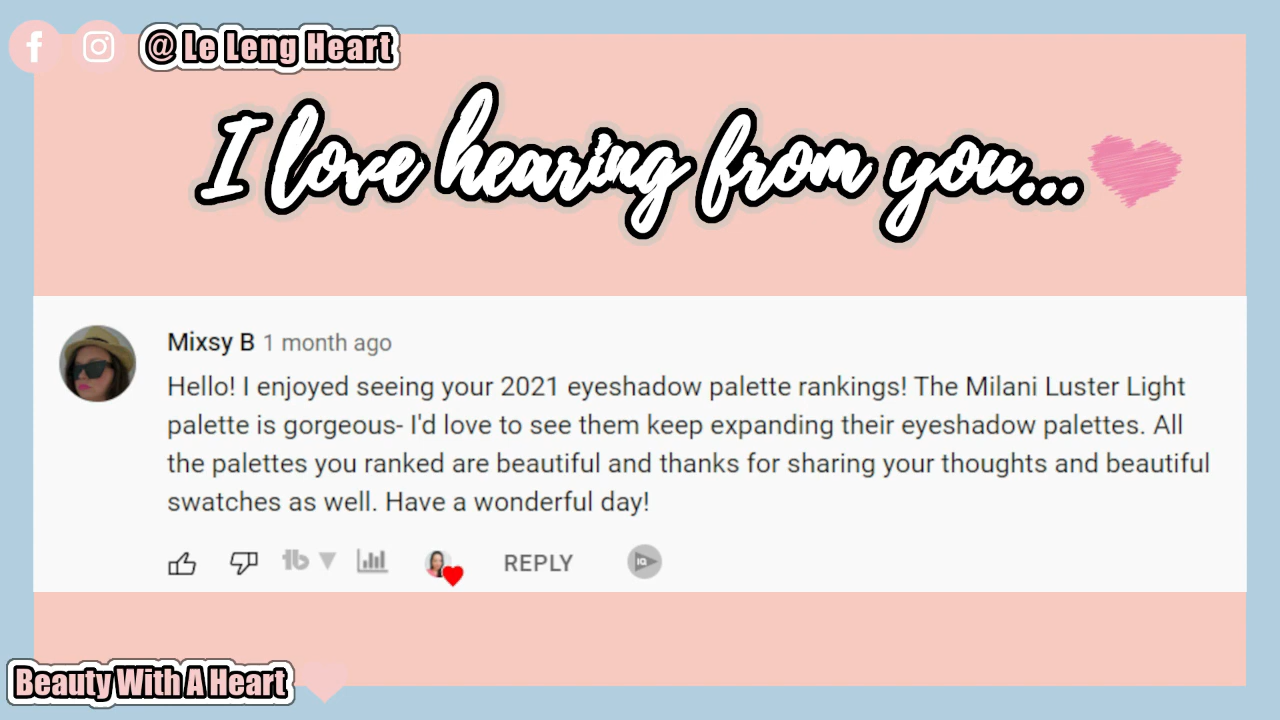 @ Le Leng Heart
I love hearing from you...
Mixsy B 1 month ago
Hello! I enjoyed seeing your 2021 eyeshadow palette rankings! The Milani Luster Light
palette is gorgeous- I'd love to see them keep expanding their eyeshadow palettes. All
the palettes you ranked are beautiful and thanks for sharing your thoughts and beautiful
swatches as well. Have a wonderful day!
REPLY
Beauty With A Heart